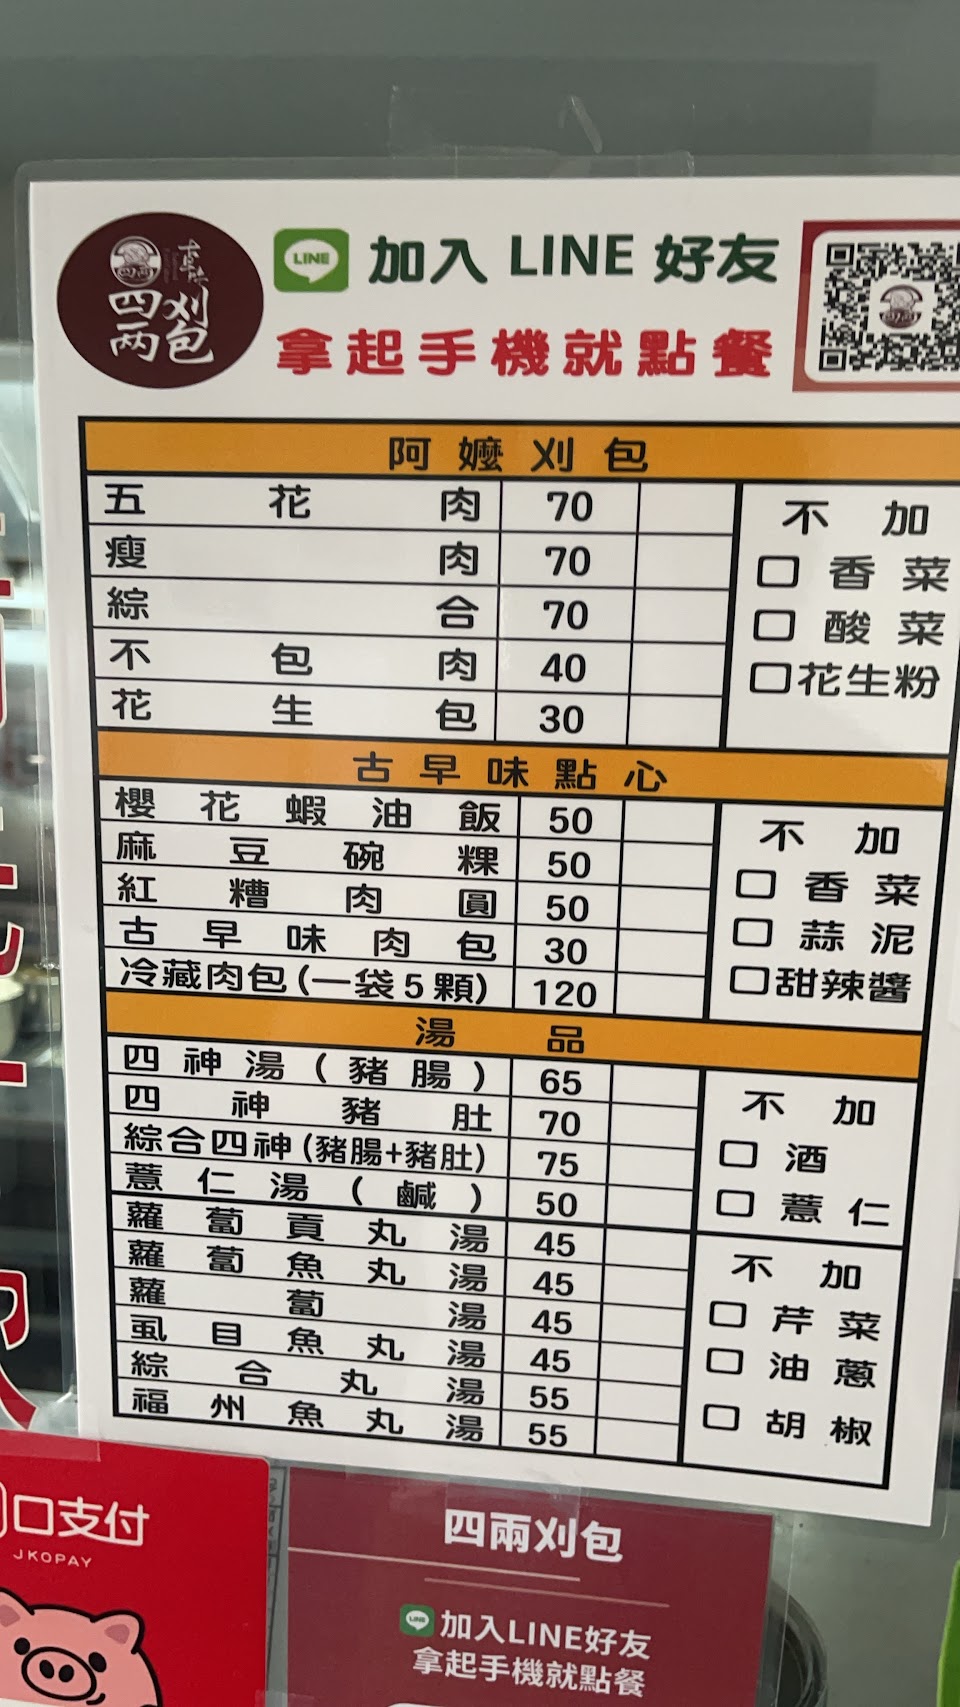 四兩
刈包
LINE 加入 LINE 好友
拿起手機就點餐
阿嬤刈包
五花肉 70
瘦肉 70
綜合 70
不包肉 40
花生包 30
不加
□香菜
□酸菜
□花生粉
古早味點心
櫻花蝦油飯 50
麻豆碗粿 50
紅糟肉圓 50
古早味肉包 30
冷藏肉包(一袋5顆) 120
不加
□香菜
□蒜泥
□甜辣醬
湯品
四神湯(豬腸) 65
四神豬肚 70
綜合四神(豬腸+豬肚) 75
薏仁湯(鹹) 50
不加
□酒
□薏仁
蘿蔔貢丸湯 45
蘿蔔魚丸湯 45
蘿蔔湯 45
虱目魚丸湯 45
綜合丸湯 55
福州魚丸湯 55
不加
□芹菜
□油蔥
□胡椒
口支付
JKOPAY
四兩刈包
LINE 加入LINE好友
拿起手機就點餐